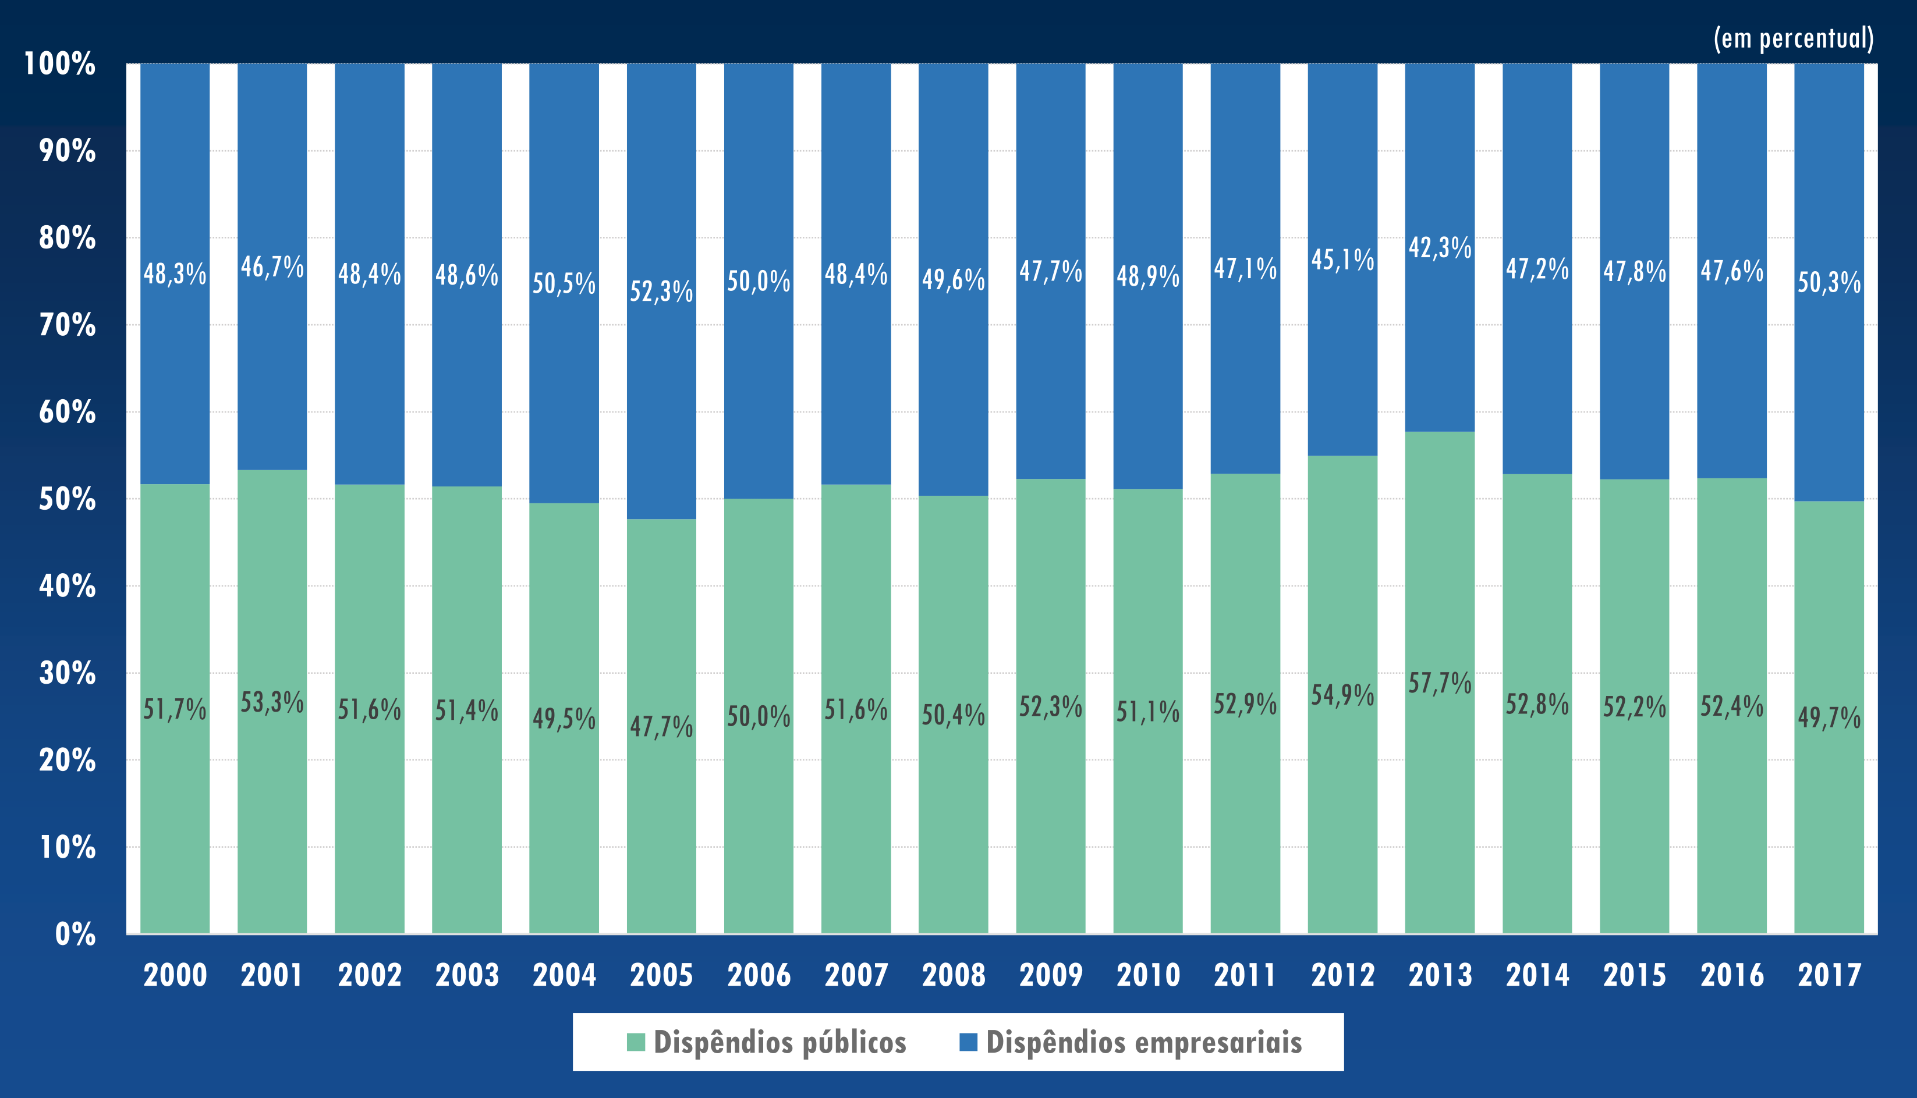 (em percentual)
100%
90%
80%
70%
60%
50%
40%
30%
20%
10%
0%
48,3% 46,7% 48,4% 48,6% 50,5% 52,3% 50,0% 48,4% 49,6% 47,7% 48,9% 47,1% 45,1% 42,3% 47,2% 47,8% 47,6% 50,3%
51,7% 53,3% 51,6% 51,4% 49,5% 47,7% 50,0% 51,6% 50,4% 52,3% 51,1% 52,9% 54,9% 57,7% 52,8% 52,2% 52,4% 49,7%
2000 2001 2002 2003 2004 2005 2006 2007 2008 2009 2010 2011 2012 2013 2014 2015 2016 2017
Dispêndios públicos Dispêndios empresariais